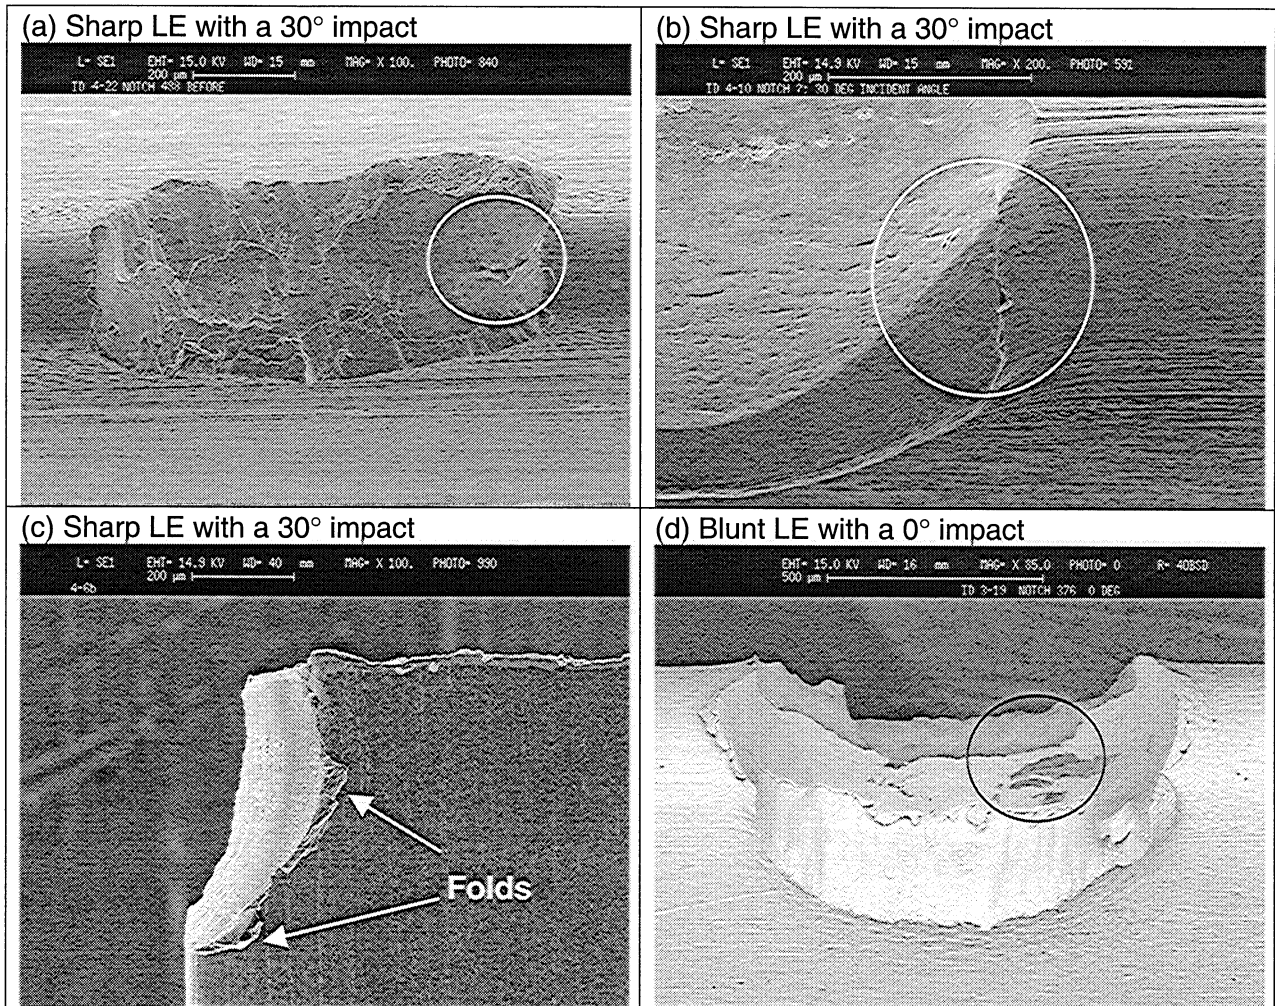 (a) Sharp LE with a 30° impact
L= SE1 EHT= 15.0 KV WD= 15 mm MAG= X 100. PHOTO= 840
200 µm
ID 4-22 NOTCH 488 BEFORE
(b) Sharp LE with a 30° impact
L= SE1 EHT= 14.9 KV WD= 15 mm MAG= X 200. PHOTO= 591
200 µm
ID 4-10 NOTCH 7: 30 DEG INCIDENT ANGLE
(c) Sharp LE with a 30° impact
L= SE1 EHT= 14.9 KV WD= 40 mm MAG= X 100. PHOTO= 990
200 µm
4-6b
Folds
(d) Blunt LE with a 0° impact
EHT= 15.0 KV WD= 16 mm MAG= X 85.0 PHOTO= 0 R= 40BSD
500 µm
ID 3-19 NOTCH 376 0 DEG